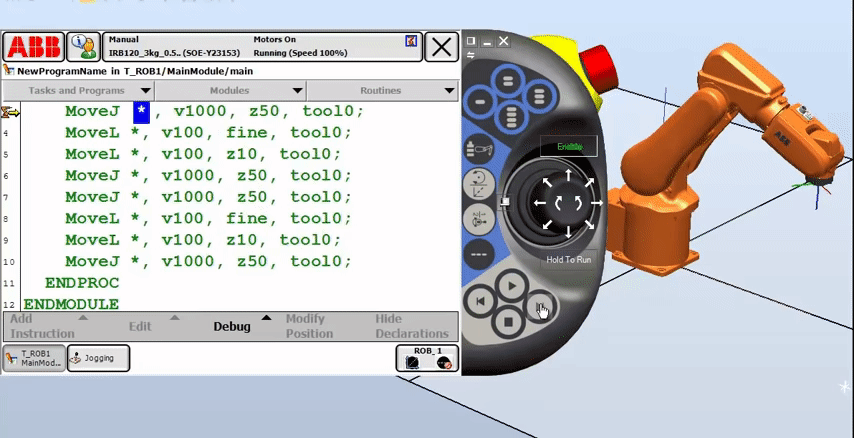 ABB
Manual
IRB120_3kg_0.5.. (SOE-Y23153)
Motors On
Running (Speed 100%)
NewProgramName in T_ROB1/MainModule/main
Tasks and Programs
Modules
Routines
MoveJ *, v1000, z50, tool0;
4 MoveL *, v100, fine, tool0;
5 MoveL *, v100, z10, tool0;
6 MoveJ *, v1000, z50, tool0;
7 MoveJ *, v1000, z50, tool0;
8 MoveL *, v100, fine, tool0;
9 MoveL *, v100, z10, tool0;
10 MoveJ *, v1000, z50, tool0;
11 ENDPROC
12 ENDMODULE
Add Instruction
Edit
Debug
Modify Position
Hide Declarations
T_ROB1
MainMod...
Jogging
ROB_1
Enable
Hold To Run
ABB